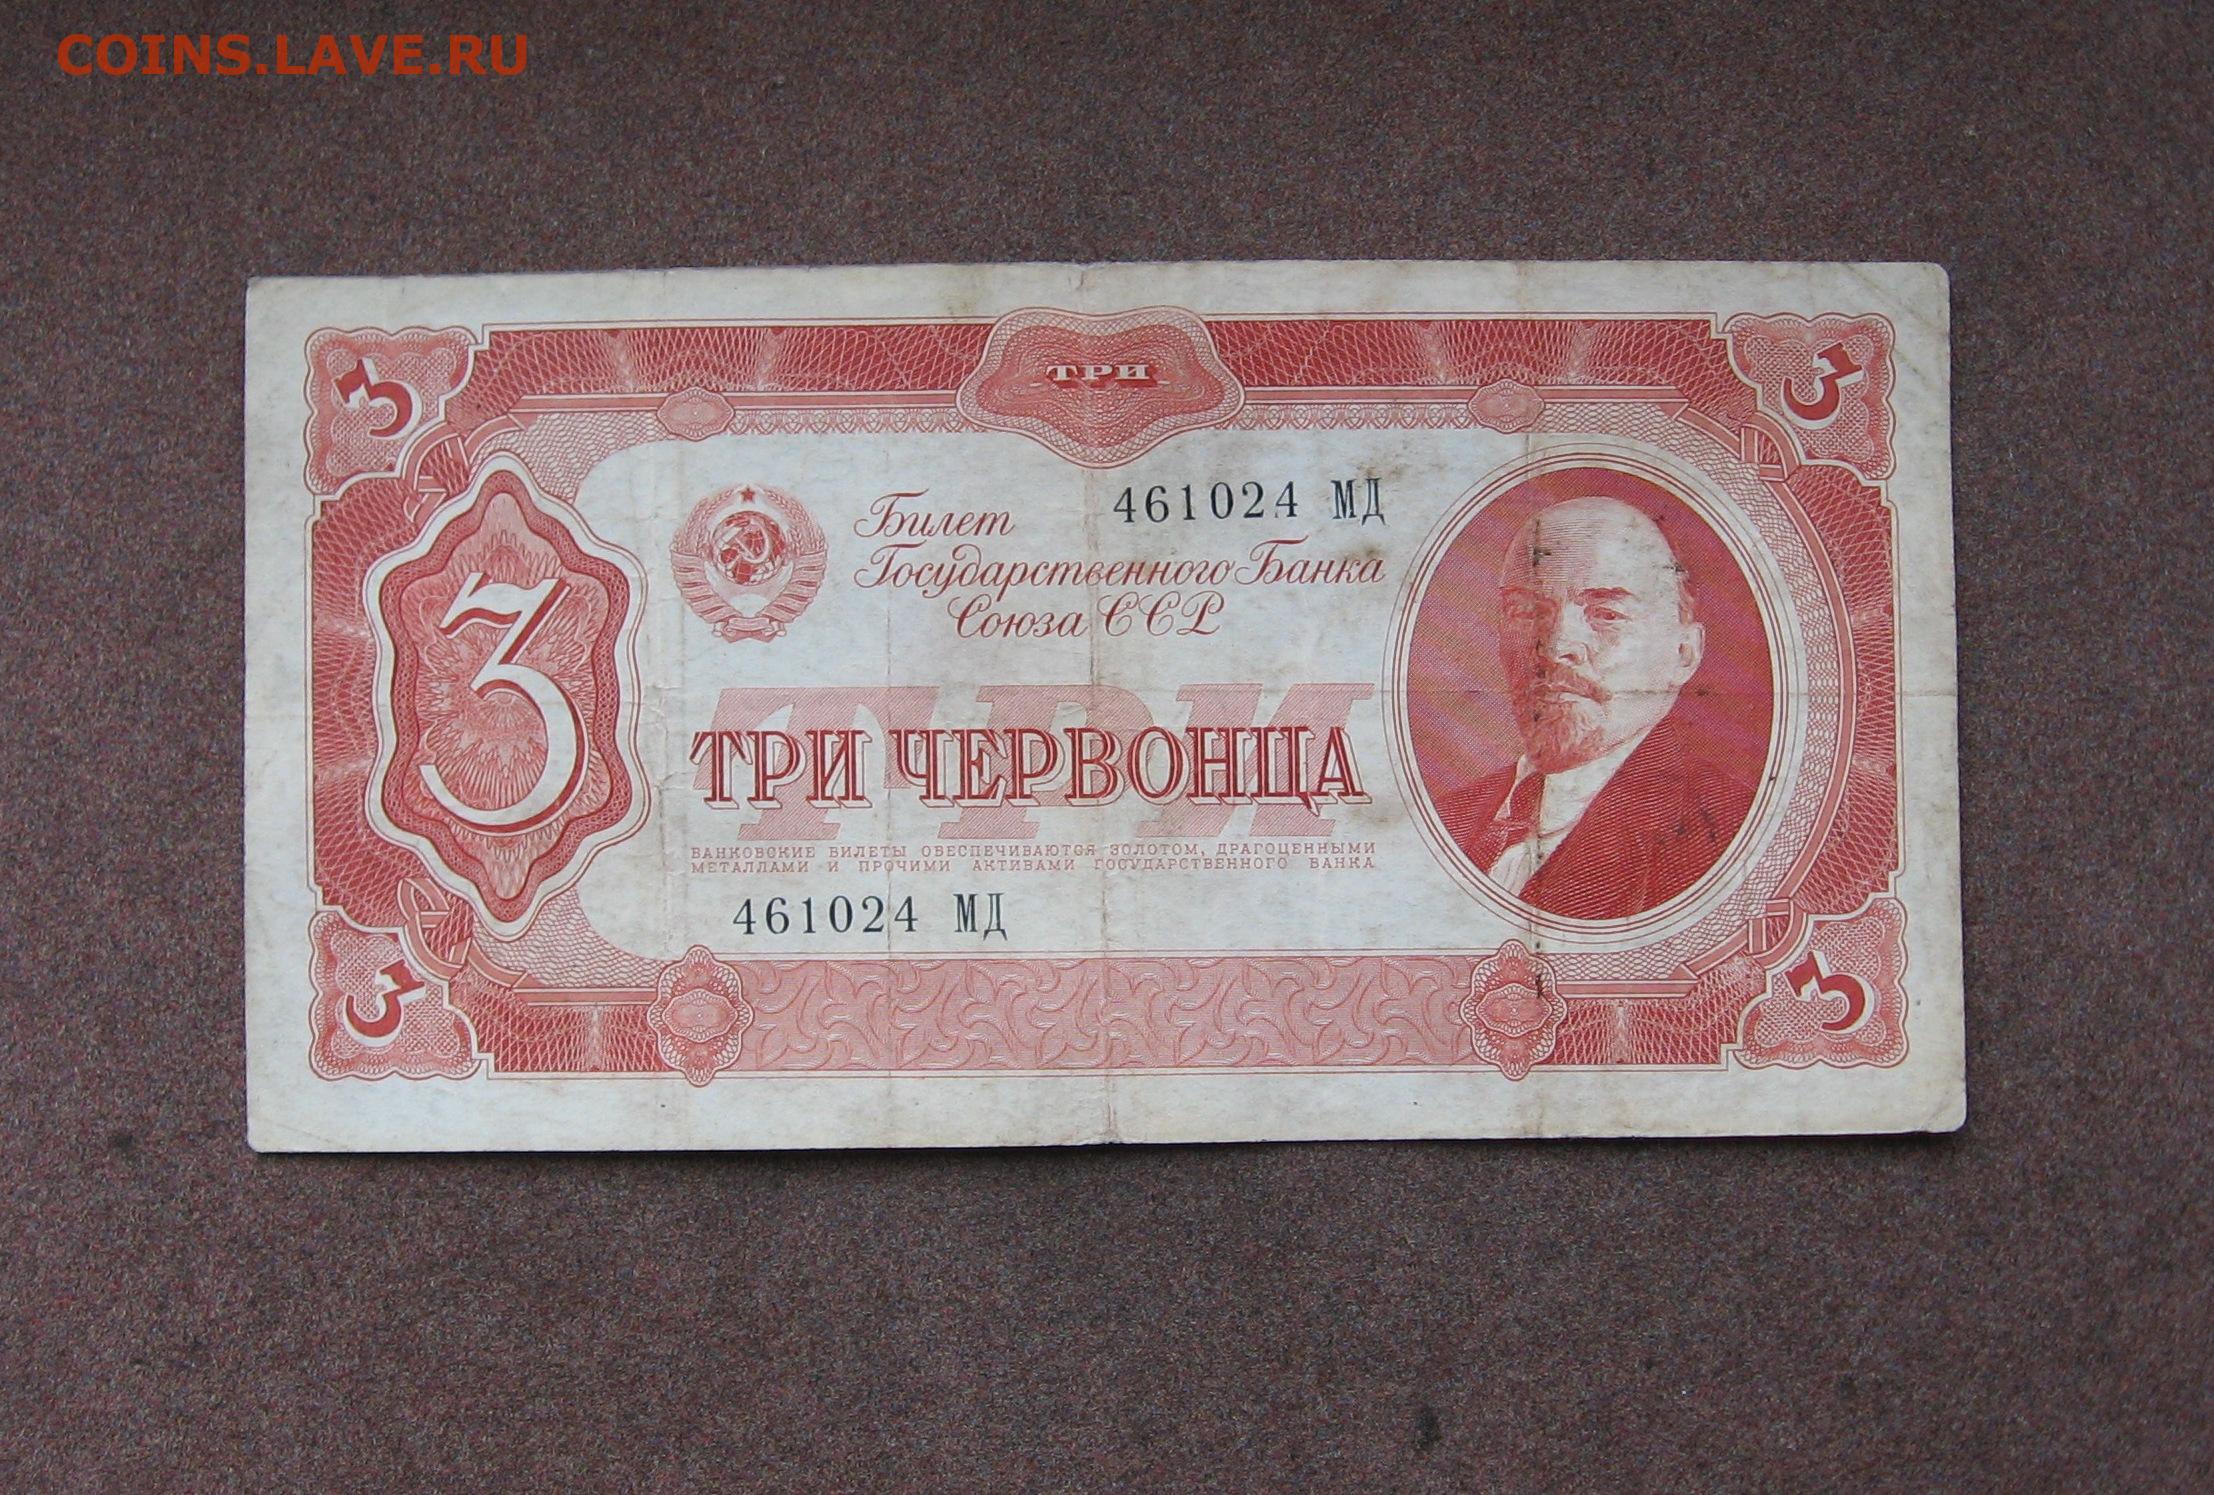 COINS.LAVE.RU
3 ТРИ 3
461024 МД
Билет
Государственного Банка
Союза ССР
3
ТРИ
ТРИ ЧЕРВОНЦА
БАНКОВСКИЕ БИЛЕТЫ ОБЕСПЕЧИВАЮТСЯ ЗОЛОТОМ, ДРАГОЦЕННЫМИ
МЕТАЛЛАМИ И ПРОЧИМИ АКТИВАМИ ГОСУДАРСТВЕННОГО БАНКА
461024 МД
3 3